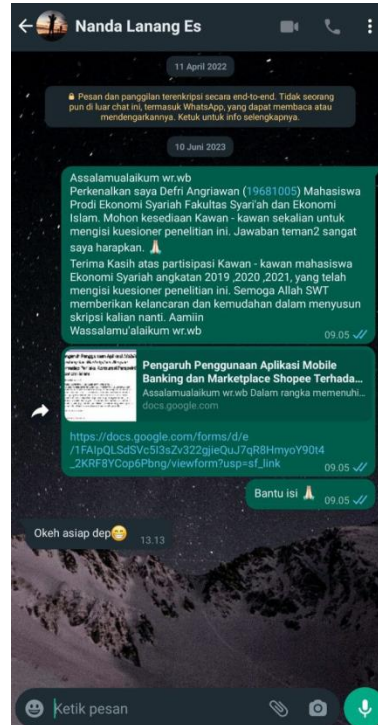 Nanda Lanang Es
11 April 2022
Pesan dan panggilan terenkripsi secara end-to-end. Tidak seorang
pun di luar chat ini, termasuk WhatsApp, yang dapat membaca atau
mendengarkannya. Ketuk untuk info selengkapnya.
10 Juni 2023
Assalamualaikum wr.wb
Perkenalkan saya Defri Angriawan (19681005) Mahasiswa
Prodi Ekonomi Syariah Fakultas Syari'ah dan Ekonomi
Islam. Mohon kesediaan Kawan - kawan sekalian untuk
mengisi kuesioner penelitian ini. Jawaban teman2 sangat
saya harapkan. 🙏
Terima Kasih atas partisipasi Kawan - kawan mahasiswa
Ekonomi Syariah angkatan 2019 ,2020 ,2021, yang telah
mengisi kuesioner penelitian ini. Semoga Allah SWT
memberikan kelancaran dan kemudahan dalam menyusun
skripsi kalian nanti. Aamiin
Wassalamu'alaikum wr.wb
09.05
Pengaruh Penggunaan Aplikasi Mobile
Banking dan Marketplace Shopee Terhada...
Assalamualaikum wr.wb Dalam rangka memenuhi...
docs.google.com
https://docs.google.com/forms/d/e
/1FAIpQLSdSVc5I3sZv322gjieQuJ7qR8HmyoY90t4
_2KRF8YCop6Pbng/viewform?usp=sf_link
09.05
Bantu isi 🙏
09.05
Okeh asiap dep😁
13.13
Ketik pesan